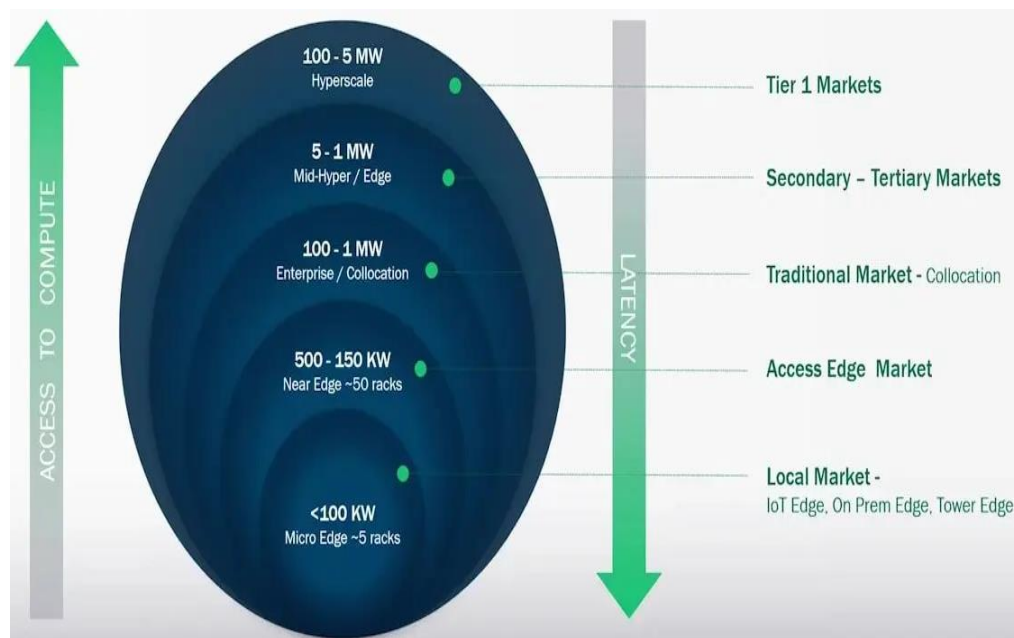 ACCESS TO COMPUTE
100 - 5 MW
Hyperscale
5 - 1 MW
Mid-Hyper / Edge
100 - 1 MW
Enterprise / Collocation
500 - 150 KW
Near Edge ~50 racks
<100 KW
Micro Edge ~5 racks
LATENCY
Tier 1 Markets
Secondary – Tertiary Markets
Traditional Market - Collocation
Access Edge Market
Local Market -
IoT Edge, On Prem Edge, Tower Edge